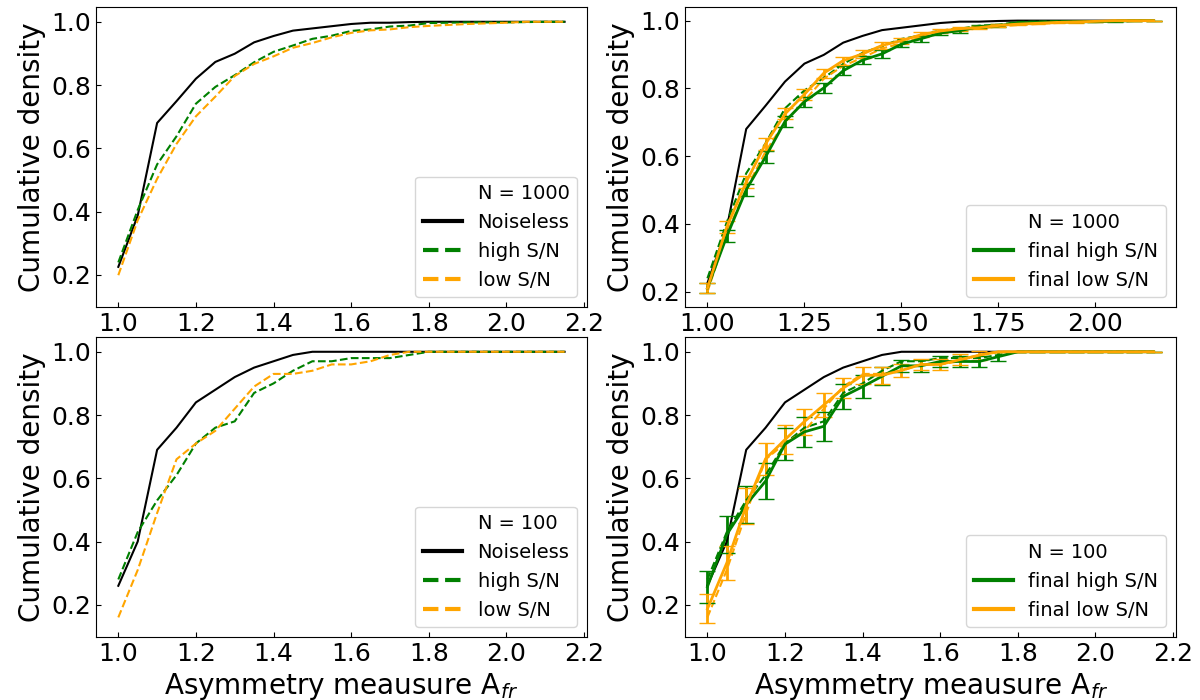 Cumulative density
1.0
0.8
0.6
0.4
0.2
1.0 1.2 1.4 1.6 1.8 2.0 2.2
N = 1000
Noiseless
high S/N
low S/N
Cumulative density
1.0
0.8
0.6
0.4
0.2
1.00 1.25 1.50 1.75 2.00
N = 1000
final high S/N
final low S/N
Cumulative density
1.0
0.8
0.6
0.4
0.2
1.0 1.2 1.4 1.6 1.8 2.0 2.2
N = 100
Noiseless
high S/N
low S/N
Asymmetry meausure A_fr
Cumulative density
1.0
0.8
0.6
0.4
0.2
1.0 1.2 1.4 1.6 1.8 2.0 2.2
N = 100
final high S/N
final low S/N
Asymmetry meausure A_fr